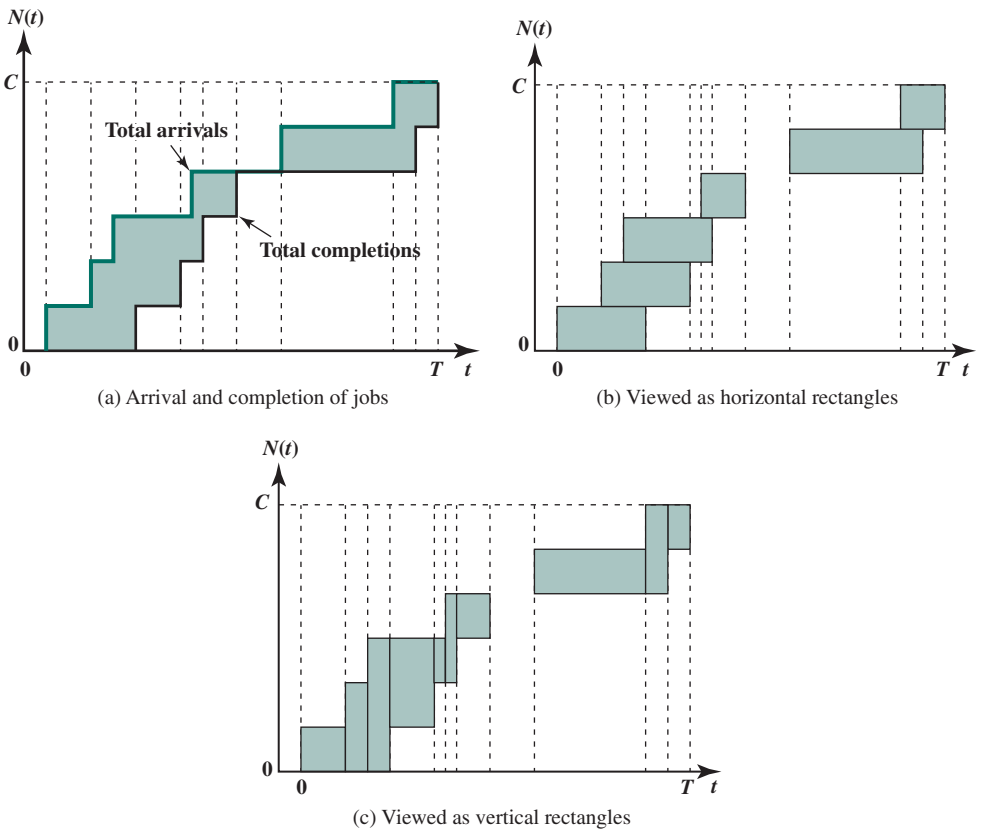 N(t)
C
Total arrivals
Total completions
0
0
T
t
(a) Arrival and completion of jobs
N(t)
C
0
0
T
t
(b) Viewed as horizontal rectangles
N(t)
C
0
0
T
t
(c) Viewed as vertical rectangles